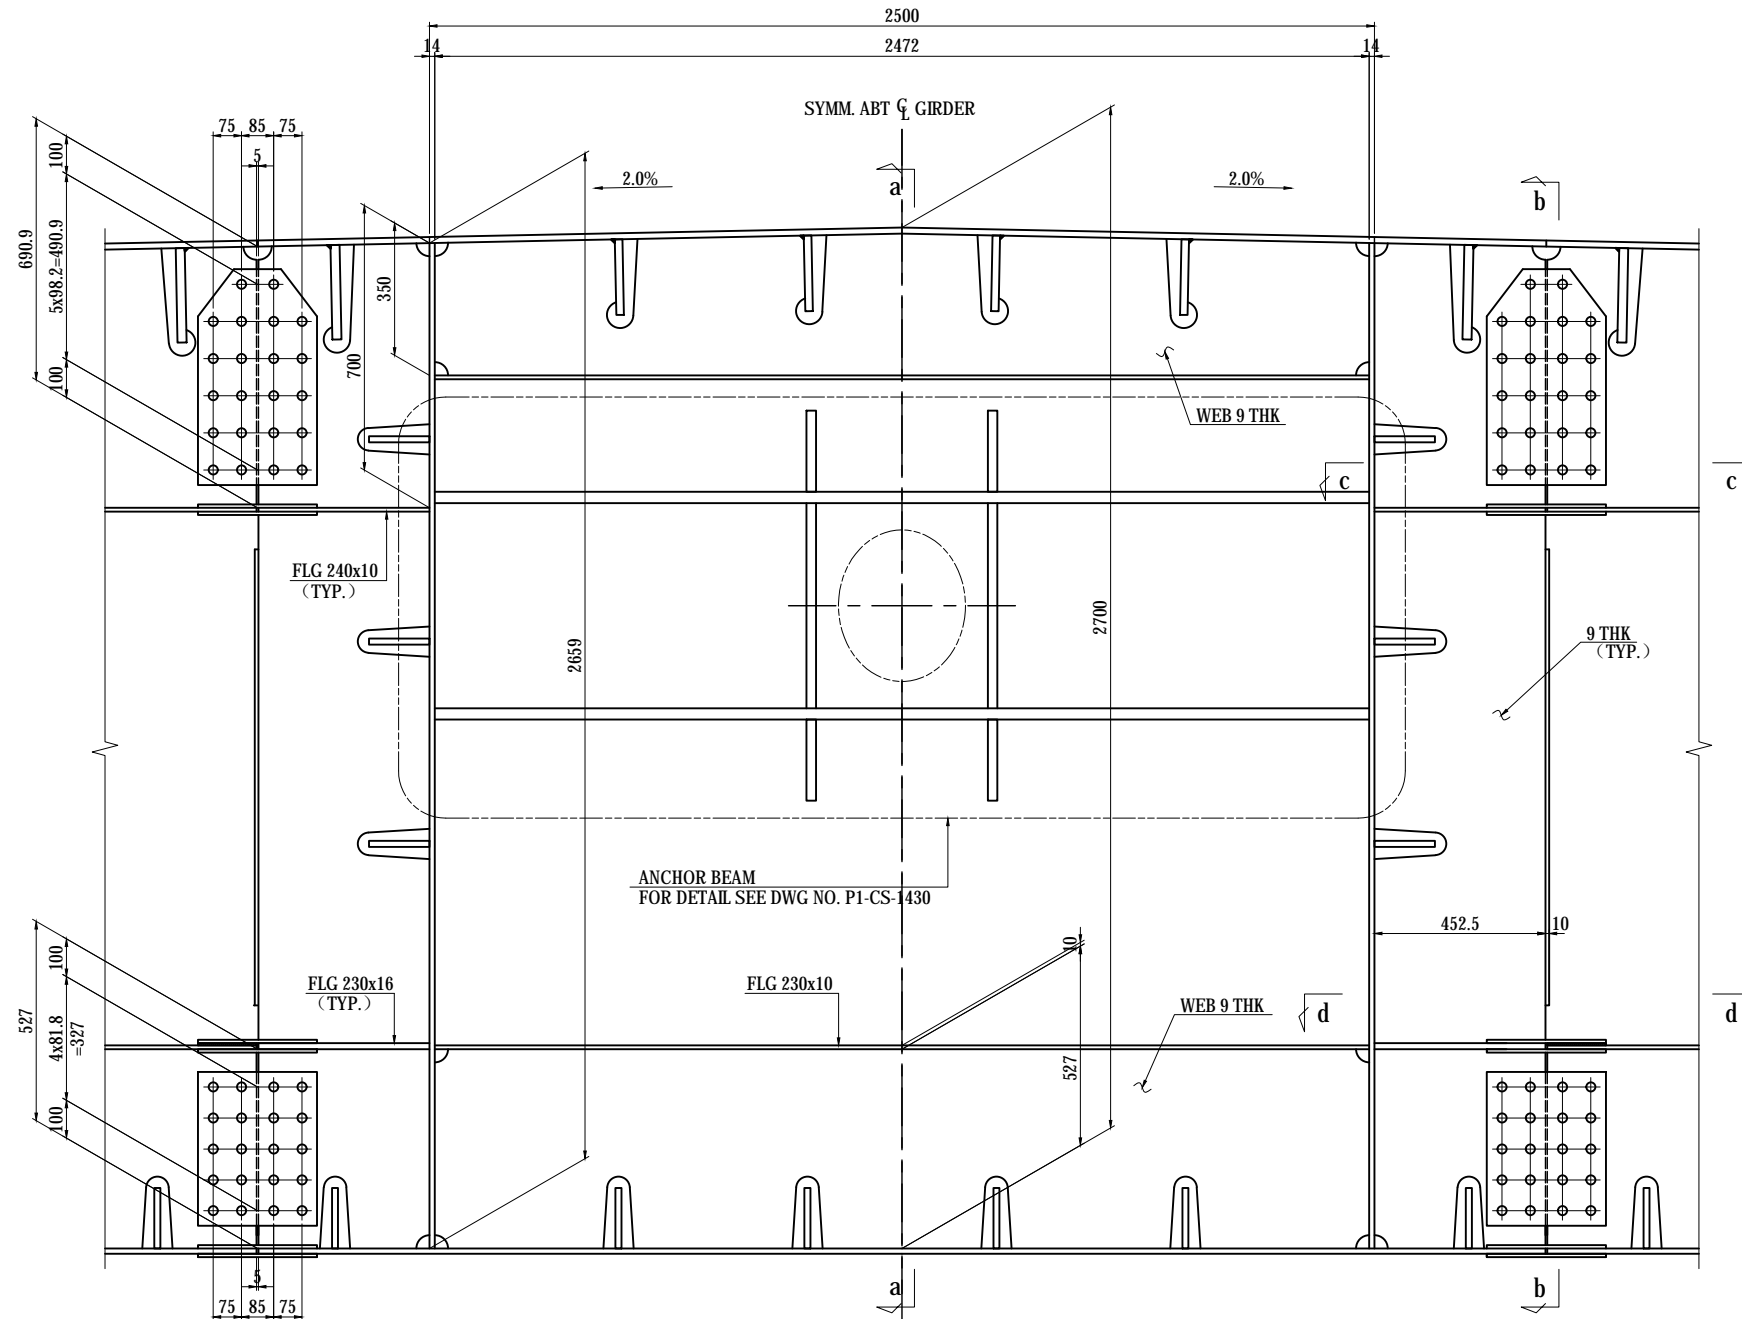 2500
14
2472
14
SYMM. ABT ℄ GIRDER
75
85
75
5
2.0%
a
2.0%
b
690.9
100
5x98.2=490.9
100
700
350
WEB 9 THK
c
c
FLG 240x10
(TYP.)
2659
2700
9 THK
(TYP.)
ANCHOR BEAM
FOR DETAIL SEE DWG NO. P1-CS-1430
452.5
10
10
527
100
4x81.8
=327
100
FLG 230x16
(TYP.)
FLG 230x10
WEB 9 THK
d
d
527
5
75
85
75
a
b